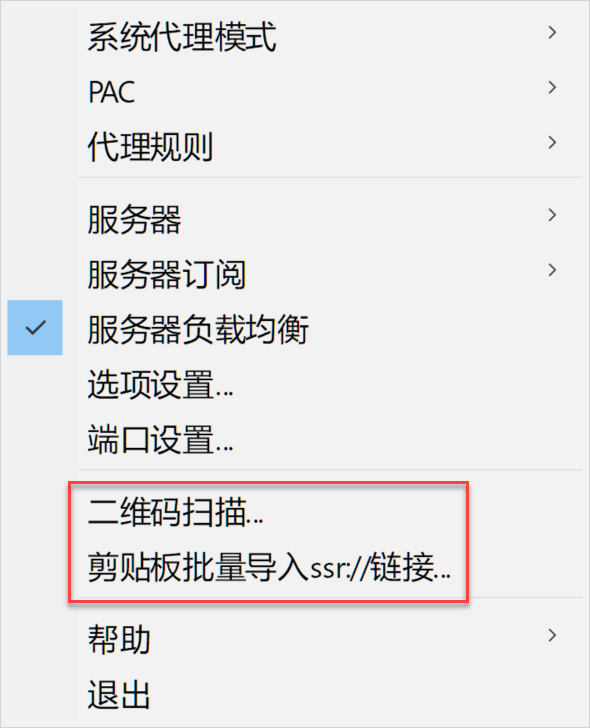 系统代理模式
PAC
代理规则
服务器
服务器订阅
服务器负载均衡
选项设置...
端口设置...
二维码扫描...
剪贴板批量导入ssr://链接...
帮助
退出